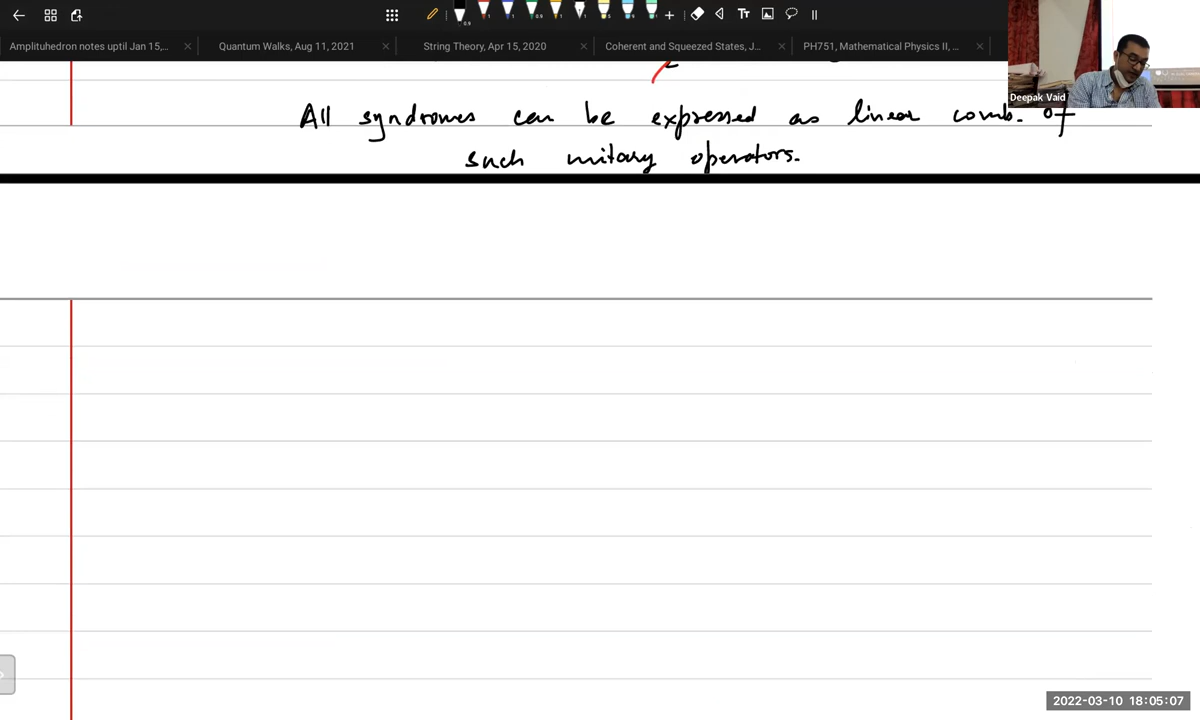 Amplituhedron notes uptil Jan 15,...
Quantum Walks, Aug 11, 2021
String Theory, Apr 15, 2020
Coherent and Squeezed States, J...
PH751, Mathematical Physics II, ...
Deepak Vaid
All syndromes can be expressed as linear comb. of
such unitary operators.
2022-03-10 18:05:07